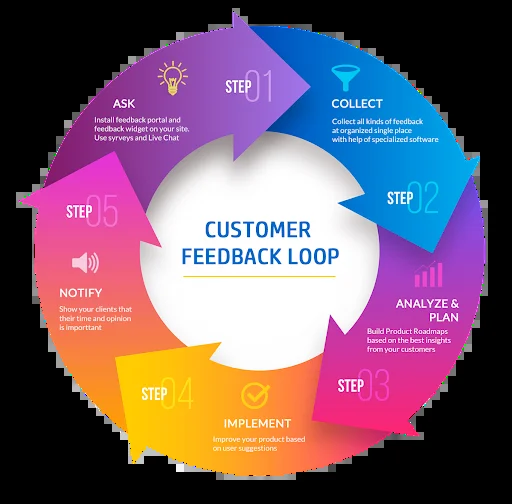 CUSTOMER
FEEDBACK LOOP
STEP 01
ASK
Install feedback portal and
feedback widget on your site.
Use syrveys and Live Chat
STEP 02
COLLECT
Collect all kinds of feedback
at organized single place
with help of specialized software
STEP 03
ANALYZE &
PLAN
Build Product Roadmaps
based on the best insights
from your customers
STEP 04
IMPLEMENT
Improve your product based
on user suggestions
STEP 05
NOTIFY
Show your clients that
their time and opinion
is importtant